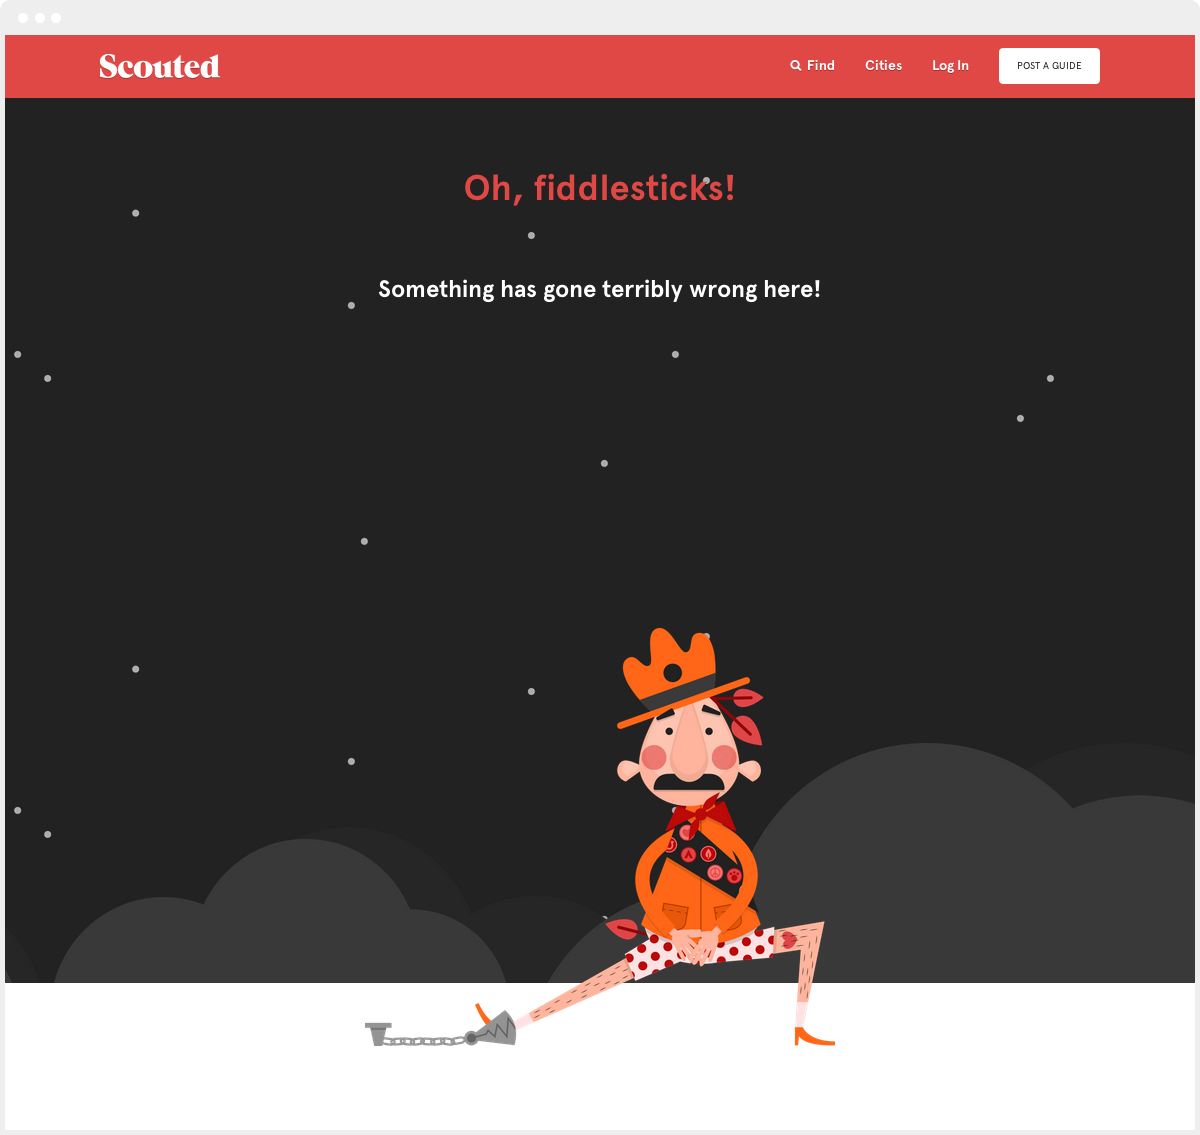 Scouted
Find
Cities
Log In
POST A GUIDE
Oh, fiddlesticks!
Something has gone terribly wrong here!